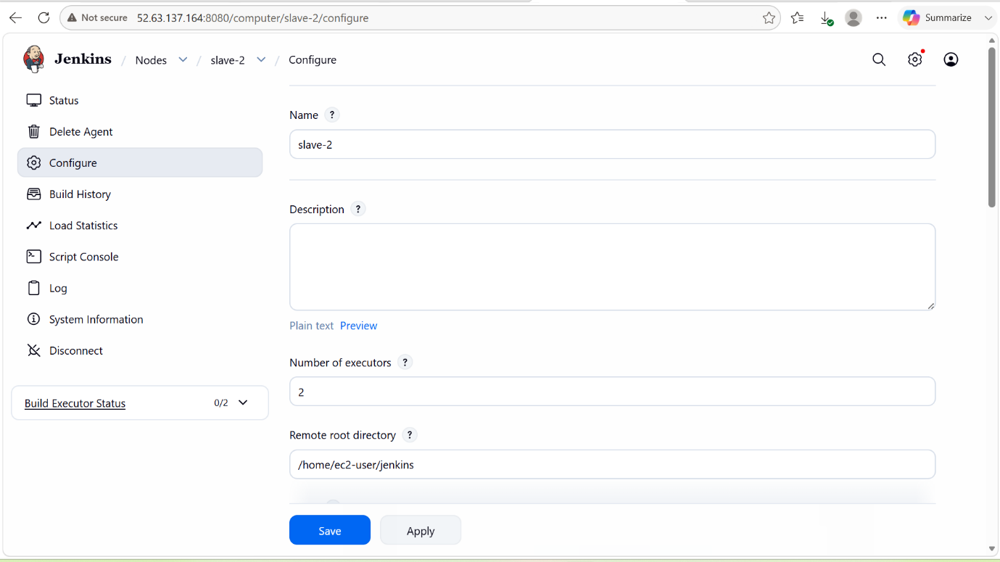 Not secure 52.63.137.164:8080/computer/slave-2/configure Summarize
Jenkins / Nodes / slave-2 / Configure
Status
Delete Agent
Configure
Build History
Load Statistics
Script Console
Log
System Information
Disconnect
Build Executor Status 0/2
Name ?
slave-2
Description ?
Plain text Preview
Number of executors ?
2
Remote root directory ?
/home/ec2-user/jenkins
Save Apply